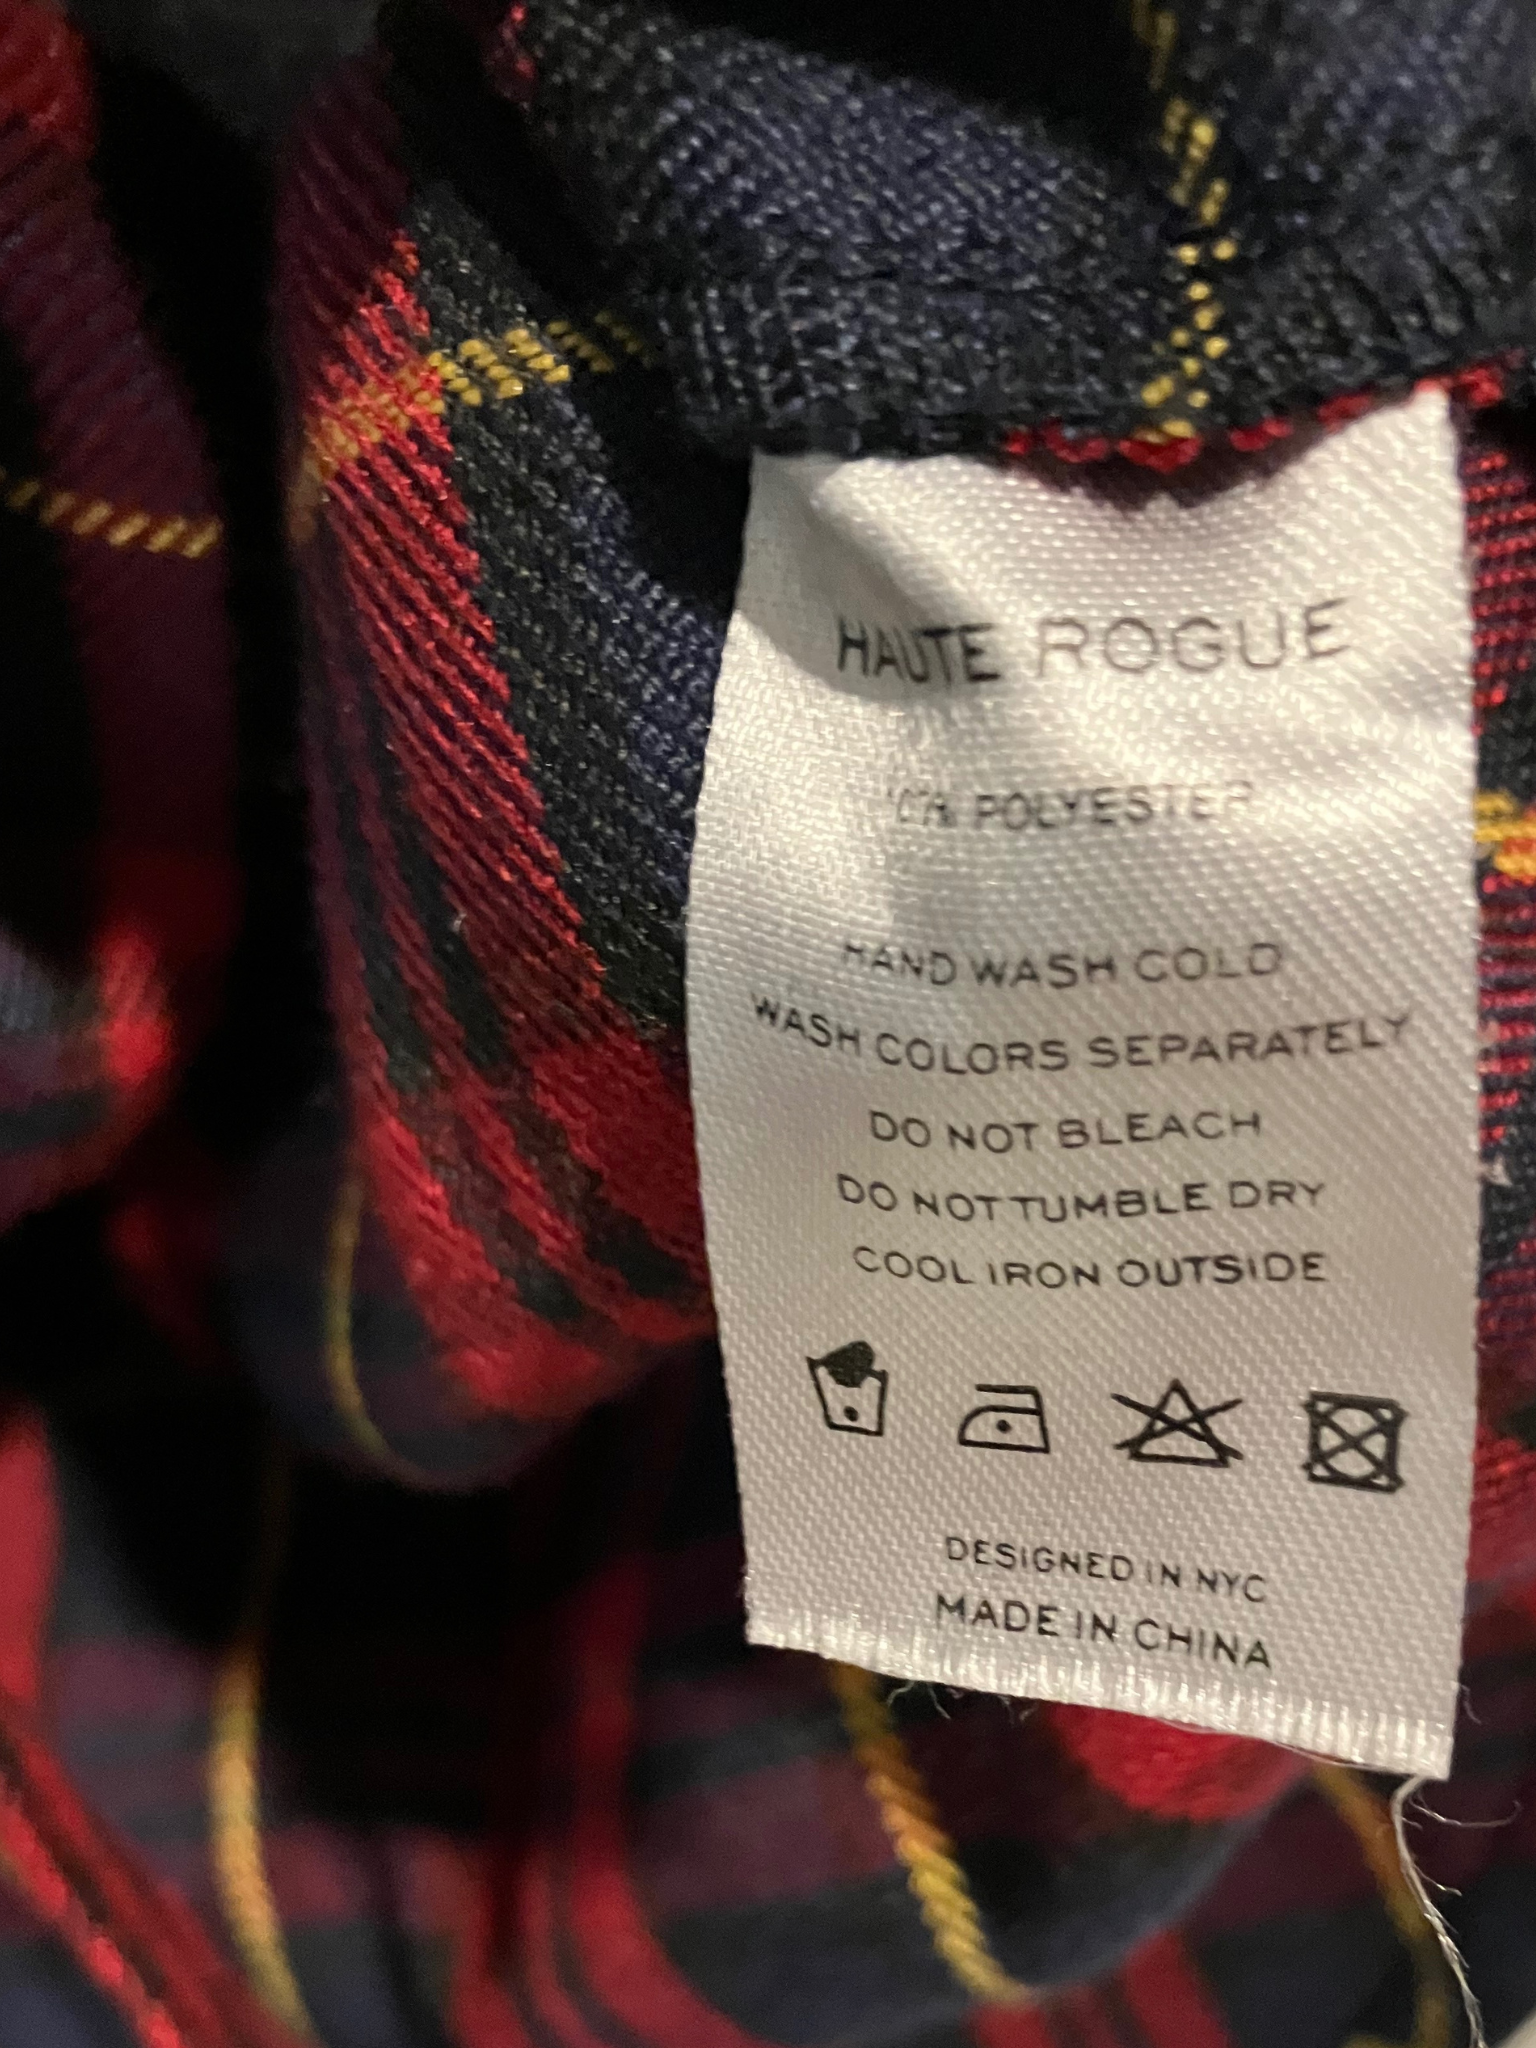 HAUTE ROGUE
100% POLYESTER
HAND WASH COLD
WASH COLORS SEPARATELY
DO NOT BLEACH
DO NOT TUMBLE DRY
COOL IRON OUTSIDE
DESIGNED IN NYC
MADE IN CHINA